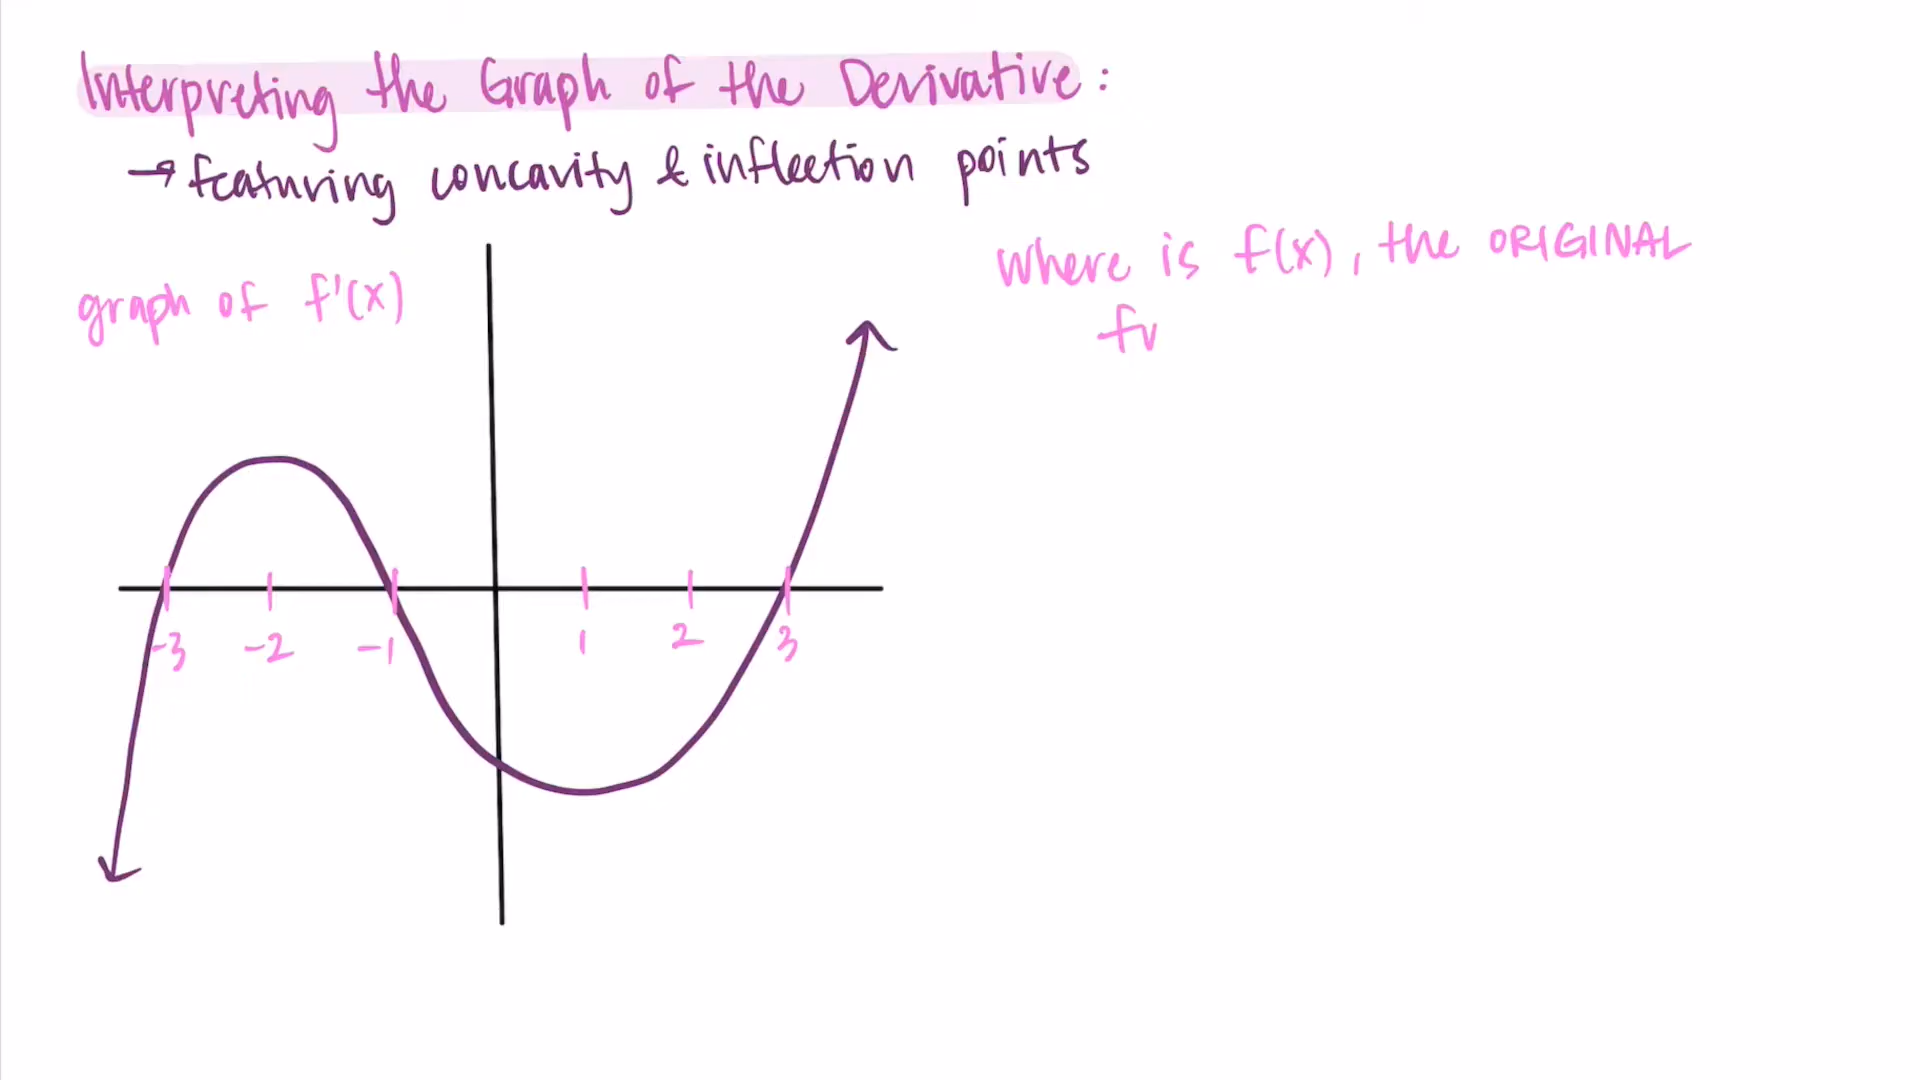 Interpreting the Graph of the Derivative:
→ featuring concavity & inflection points
where is f(x), the ORIGINAL
fu
graph of f'(x)
-3 -2 -1 1 2 3